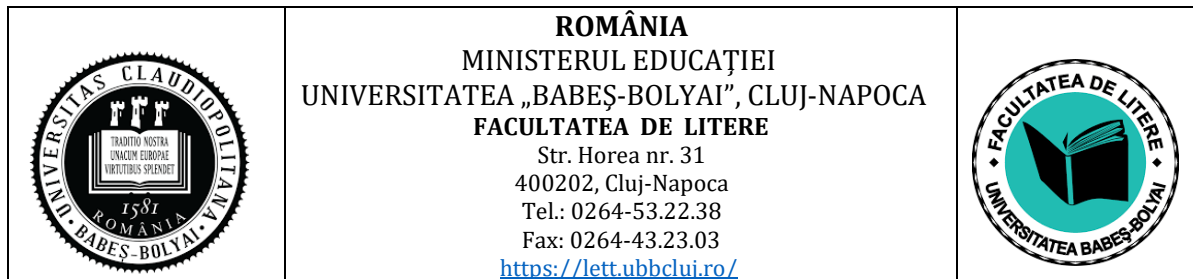 UNIVERSITAS CLAUDIOPOLITANA
TRADITIO NOSTRA
UNACUM EUROPAE
VIRTUTIBUS SPLENDET
1581
ROMÂNIA
BABEȘ-BOLYAI
ROMÂNIA
MINISTERUL EDUCAȚIEI
UNIVERSITATEA „BABEŞ-BOLYAI”, CLUJ-NAPOCA
FACULTATEA DE LITERE
Str. Horea nr. 31
400202, Cluj-Napoca
Tel.: 0264-53.22.38
Fax: 0264-43.23.03
https://lett.ubbcluj.ro/
FACULTATEA DE LITERE
UNIVERSITATEA BABEȘ-BOLYAI